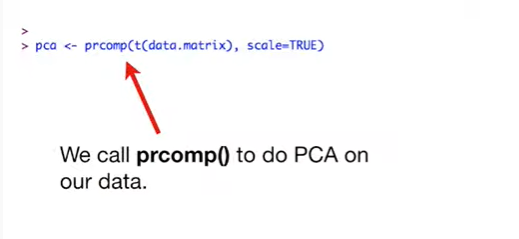 >
> pca <- prcomp(t(data.matrix), scale=TRUE)
We call prcomp() to do PCA on
our data.